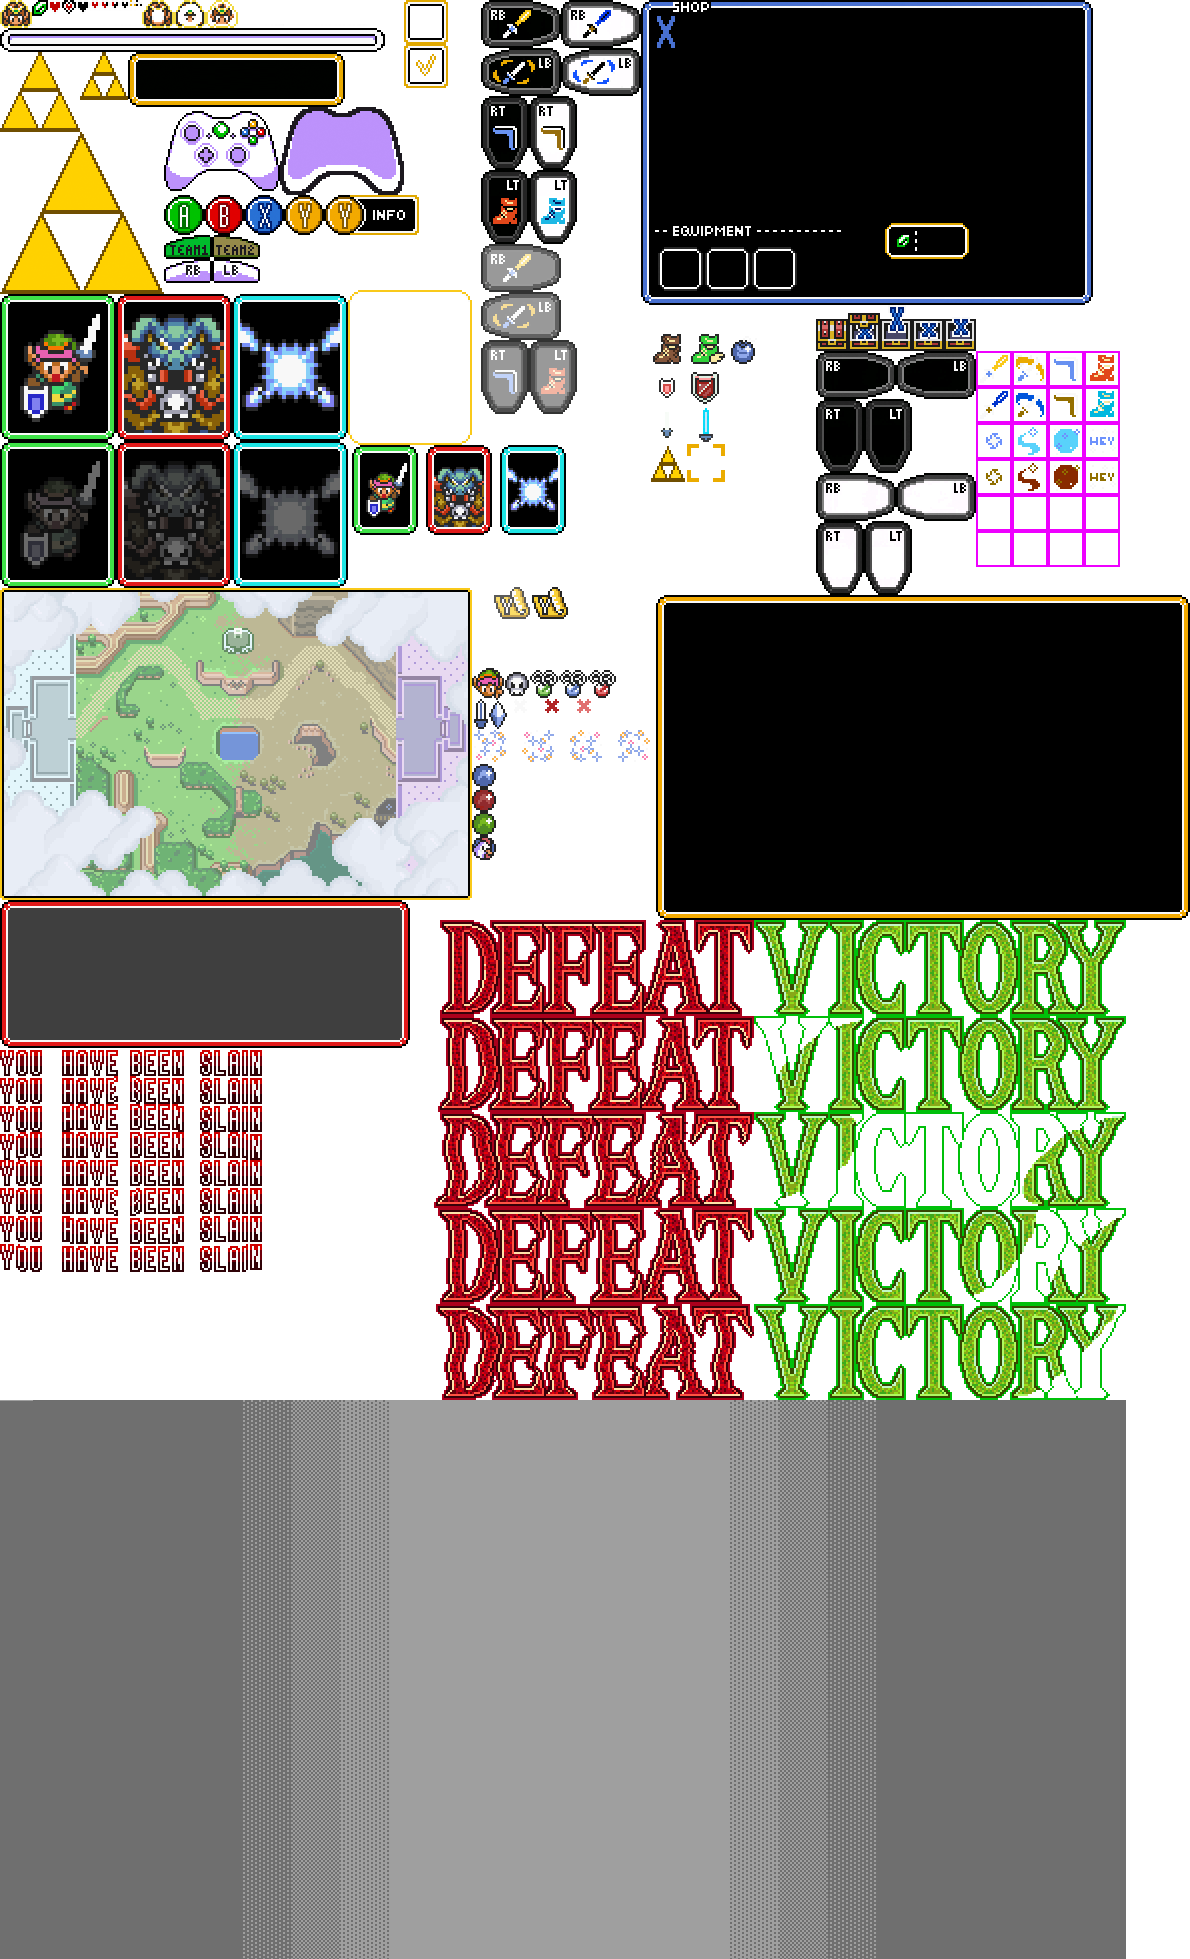 SHOP
X
RB RB
LB LB
RT RT
LT LT
A B X Y Y INFO
TEAM1 TEAM2
RB LB
-- EQUIPMENT ------------
RB
LB
RT LT
RB LB
RT LT
HEY
HEY
RB LB
RT LT
DEFEAT VICTORY
DEFEAT VICTORY
DEFEAT VICTORY
DEFEAT VICTORY
DEFEAT VICTORY
YOU HAVE BEEN SLAIN
YOU HAVE BEEN SLAIN
YOU HAVE BEEN SLAIN
YOU HAVE BEEN SLAIN
YOU HAVE BEEN SLAIN
YOU HAVE BEEN SLAIN
YOU HAVE BEEN SLAIN
YOU HAVE BEEN SLAIN